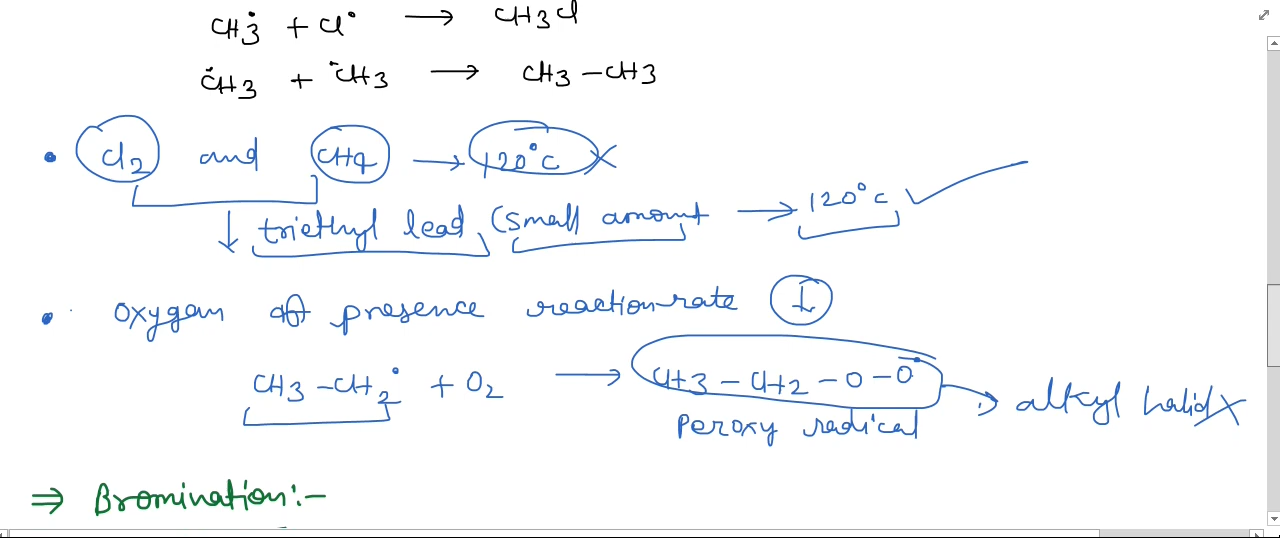 CH3• + Cl• → CH3Cl
•CH3 + •CH3 → CH3–CH3
• Cl2 and CH4 → 120°C ×
↓ triethyl lead (small amount → 120°C ✓
• oxygen of presence reaction rate ↓
CH3–CH2• + O2 → CH3–CH2–O–O• → alkyl halid ×
Peroxy radical
⇒ Bromination:–